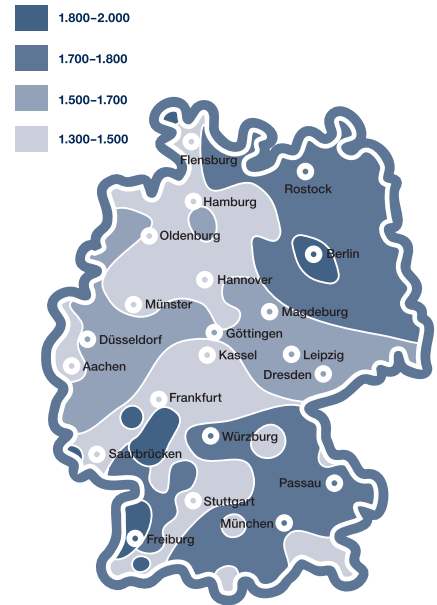 1.800–2.000
1.700–1.800
1.500–1.700
1.300–1.500
Flensburg
Rostock
Hamburg
Oldenburg
Berlin
Hannover
Münster
Magdeburg
Göttingen
Düsseldorf
Kassel
Leipzig
Aachen
Dresden
Frankfurt
Würzburg
Saarbrücken
Passau
Stuttgart
München
Freiburg